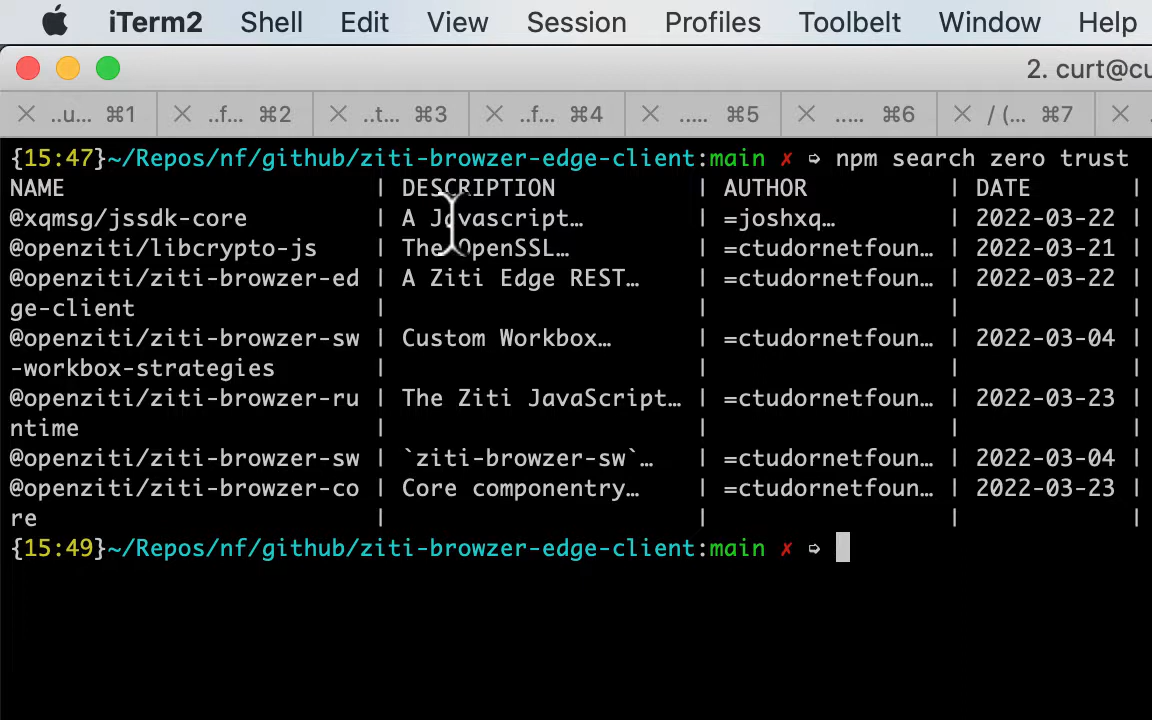 iTerm2 Shell Edit View Session Profiles Toolbelt Window Help
2. curt@cu
..u... ⌘1 ..f... ⌘2 ..t... ⌘3 ..f... ⌘4 ..... ⌘5 ..... ⌘6 / (... ⌘7
{15:47}~/Repos/nf/github/ziti-browzer-edge-client:main ✗ ➭ npm search zero trust
NAME | DESCRIPTION | AUTHOR | DATE |
@xqmsg/jssdk-core | A Javascript… | =joshxq… | 2022-03-22
@openziti/libcrypto-js | The OpenSSL… | =ctudornetfoun… | 2022-03-21 |
@openziti/ziti-browzer-ed | A Ziti Edge REST… | =ctudornetfoun… | 2022-03-22 |
ge-client | | | |
@openziti/ziti-browzer-sw | Custom Workbox… | =ctudornetfoun… | 2022-03-04 |
-workbox-strategies | | | |
@openziti/ziti-browzer-ru | The Ziti JavaScript… | =ctudornetfoun… | 2022-03-23 |
ntime | | | |
@openziti/ziti-browzer-sw | `ziti-browzer-sw`… | =ctudornetfoun… | 2022-03-04 |
@openziti/ziti-browzer-co | Core componentry… | =ctudornetfoun… | 2022-03-23 |
re | | | |
{15:49}~/Repos/nf/github/ziti-browzer-edge-client:main ✗ ➭